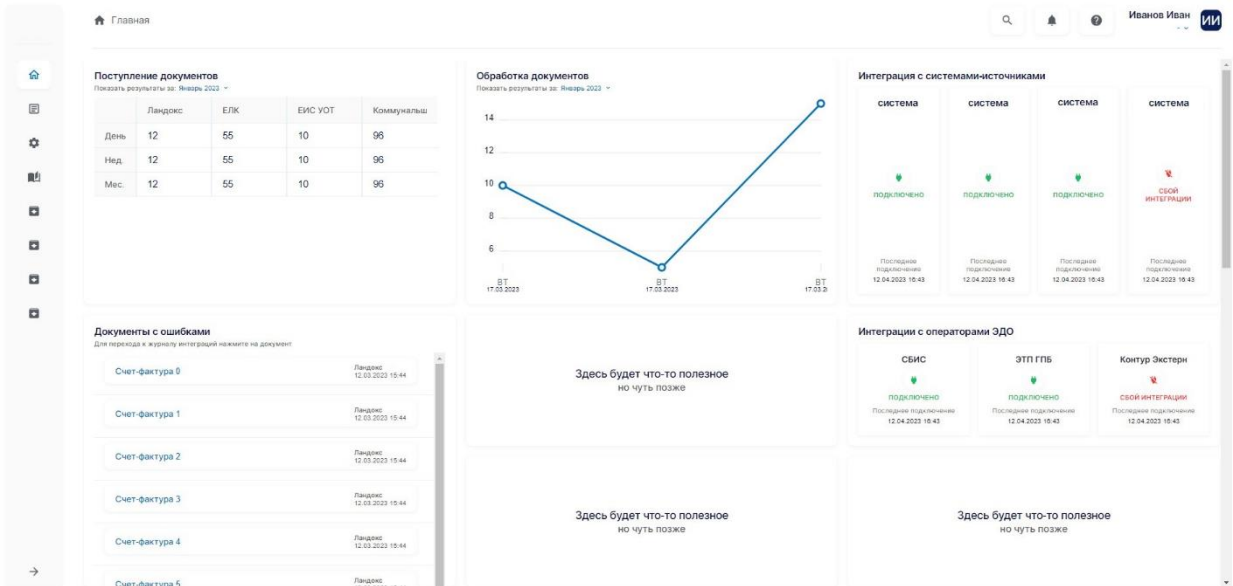 Главная
Иванов Иван
ИИ
Поступление документов
Показать результаты за: Январь 2023
Ландокс ЕЛК ЕИС УОТ Коммунальщ
День 12 55 10 96
Нед. 12 55 10 96
Мес. 12 55 10 96
Обработка документов
Показать результаты за: Январь 2023
14
12
10
8
6
ВТ ВТ ВТ
17.03.2023 17.03.2023 17.03.2
Интеграция с системами-источниками
система система система система
ПОДКЛЮЧЕНО ПОДКЛЮЧЕНО ПОДКЛЮЧЕНО СБОЙ
ИНТЕГРАЦИИ
Последнее Последнее Последнее Последнее
подключение подключение подключение подключение
12.04.2023 16:43 12.04.2023 16:43 12.04.2023 16:43 12.04.2023 16:43
Документы с ошибками
Для перехода к журналу интеграций нажмите на документ
Счет-фактура 0 Ландокс
12.03.2023 15:44
Счет-фактура 1 Ландокс
12.03.2023 15:44
Счет-фактура 2 Ландокс
12.03.2023 15:44
Счет-фактура 3 Ландокс
12.03.2023 15:44
Счет-фактура 4 Ландокс
12.03.2023 15:44
Счет-фактура 5 Ландокс
Здесь будет что-то полезное
но чуть позже
Интеграции с операторами ЭДО
СБИС ЭТП ГПБ Контур Экстерн
ПОДКЛЮЧЕНО ПОДКЛЮЧЕНО СБОЙ ИНТЕГРАЦИИ
Последнее подключение Последнее подключение Последнее подключение
12.04.2023 16:43 12.04.2023 16:43 12.04.2023 16:43
Здесь будет что-то полезное
но чуть позже
Здесь будет что-то полезное
но чуть позже